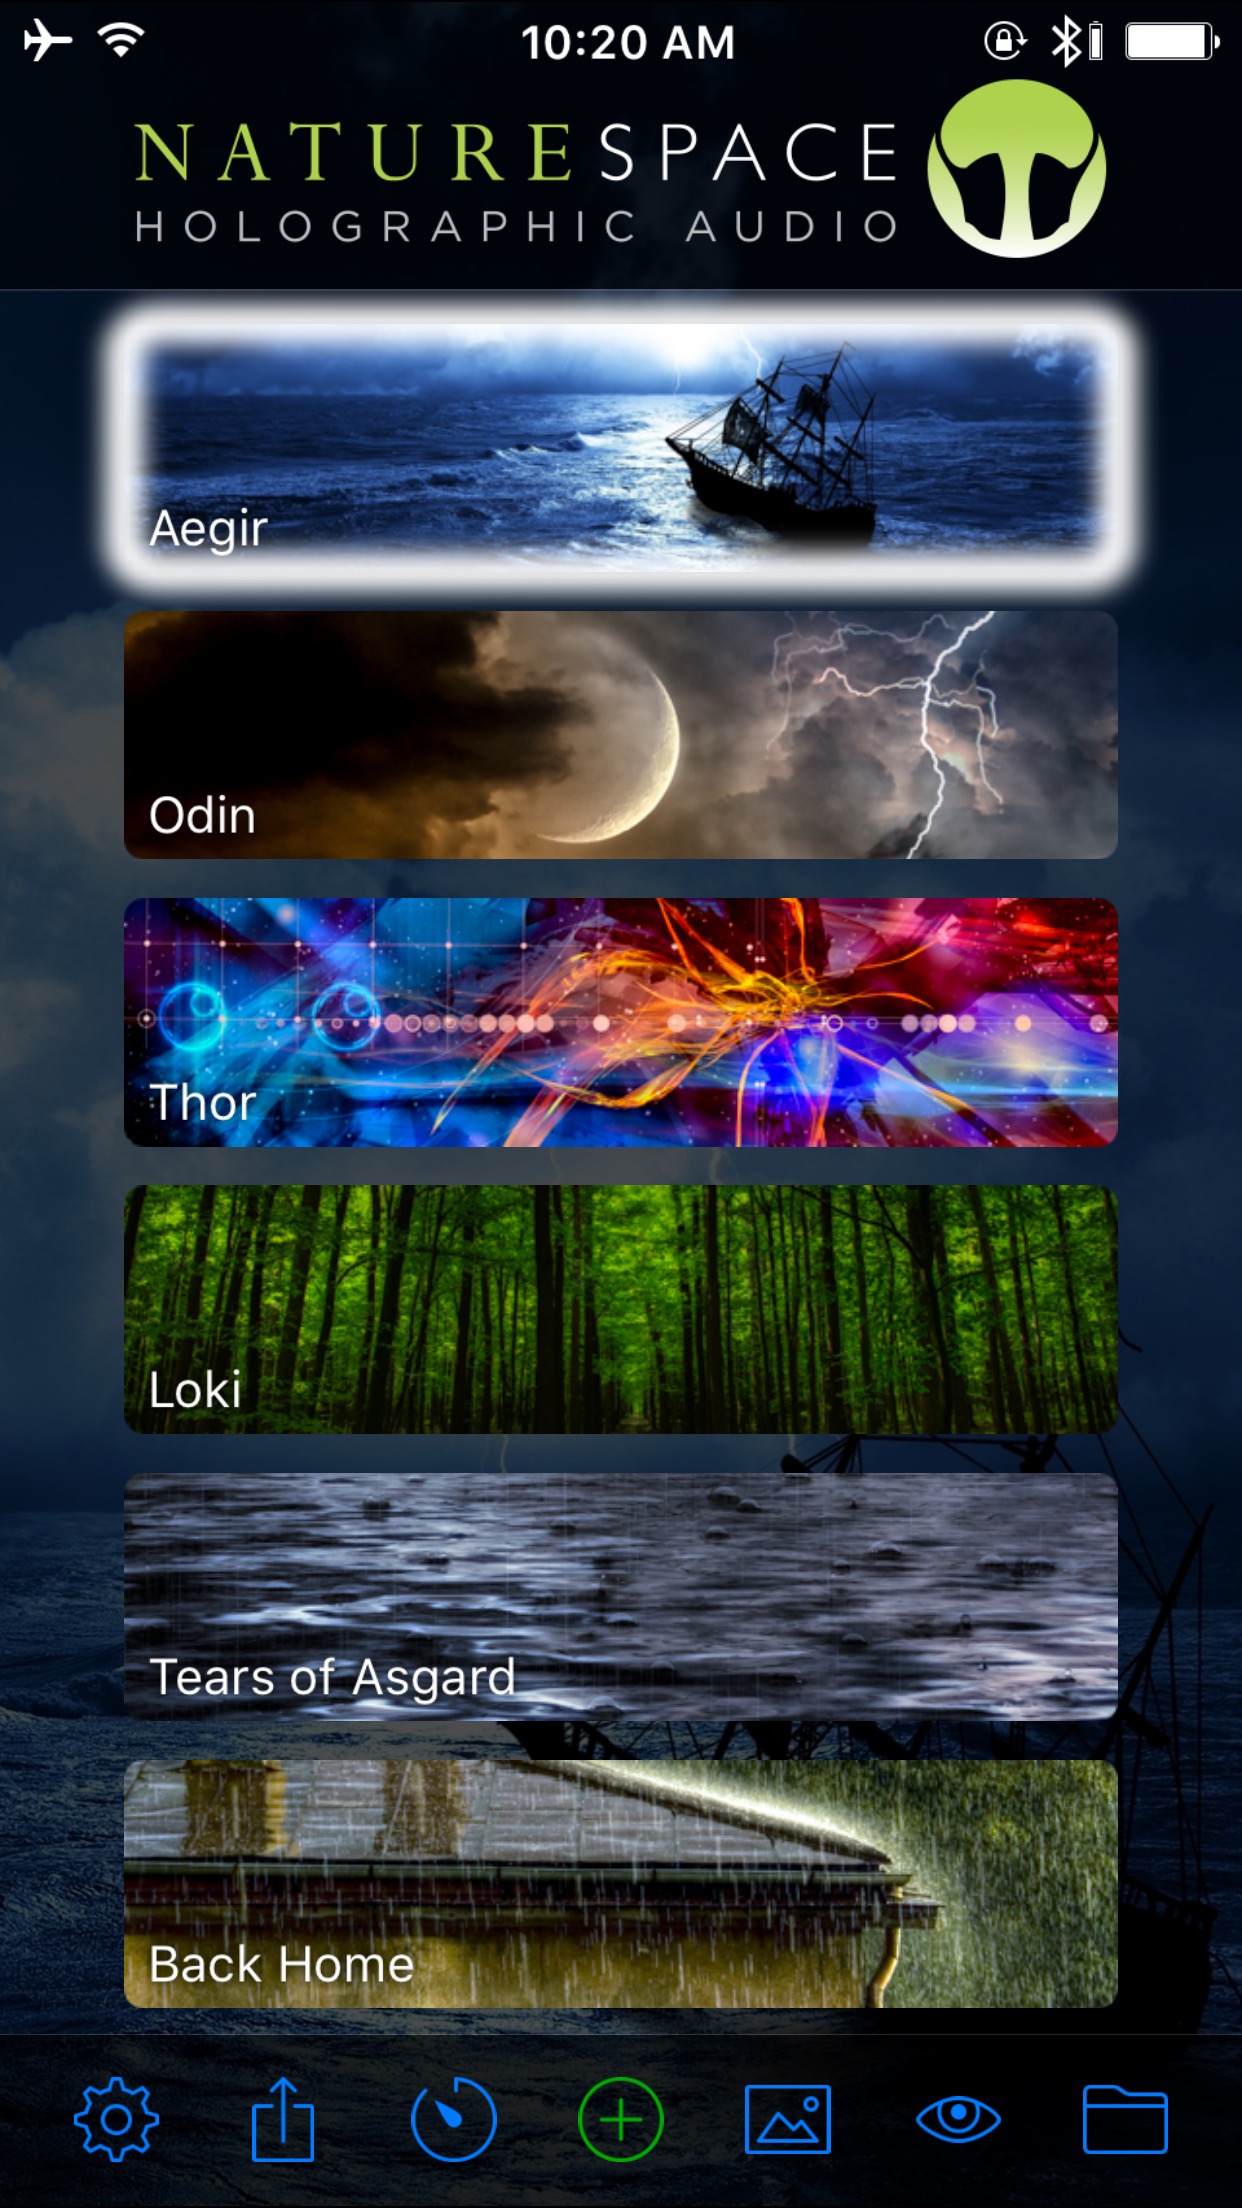 10:20 AM
NATURESPACE
HOLOGRAPHIC AUDIO
Aegir
Odin
Thor
Loki
Tears of Asgard
Back Home